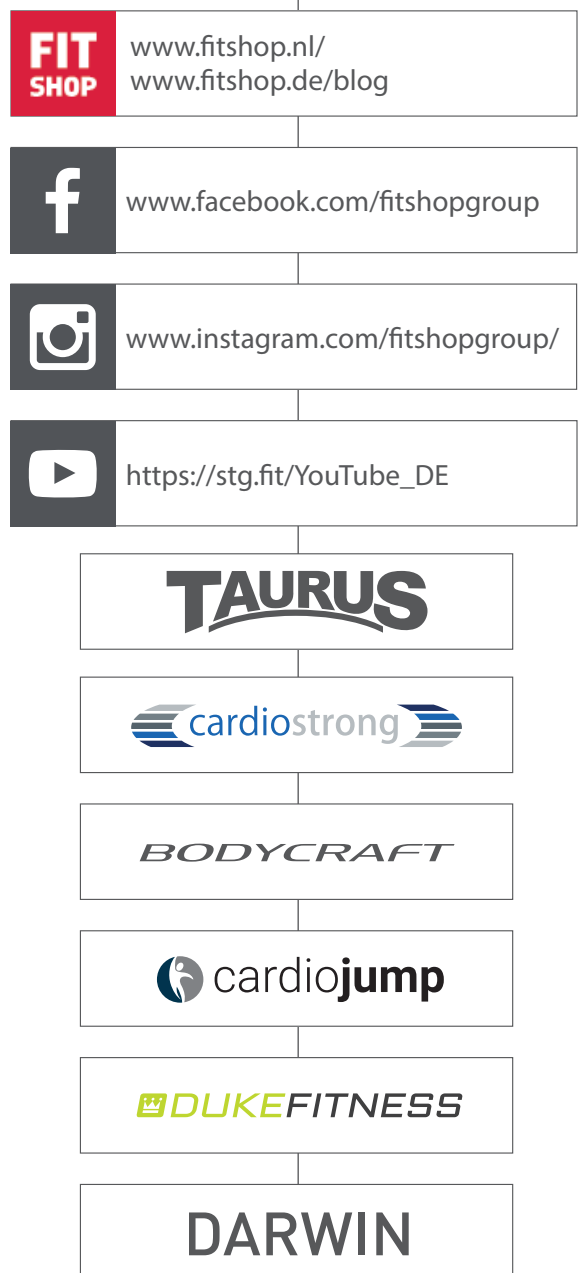 FIT
SHOP
www.fitshop.nl/
www.fitshop.de/blog
www.facebook.com/fitshopgroup
www.instagram.com/fitshopgroup/
https://stg.fit/YouTube_DE
TAURUS
cardiostrong
BODYCRAFT
cardiojump
DUKEFITNESS
DARWIN